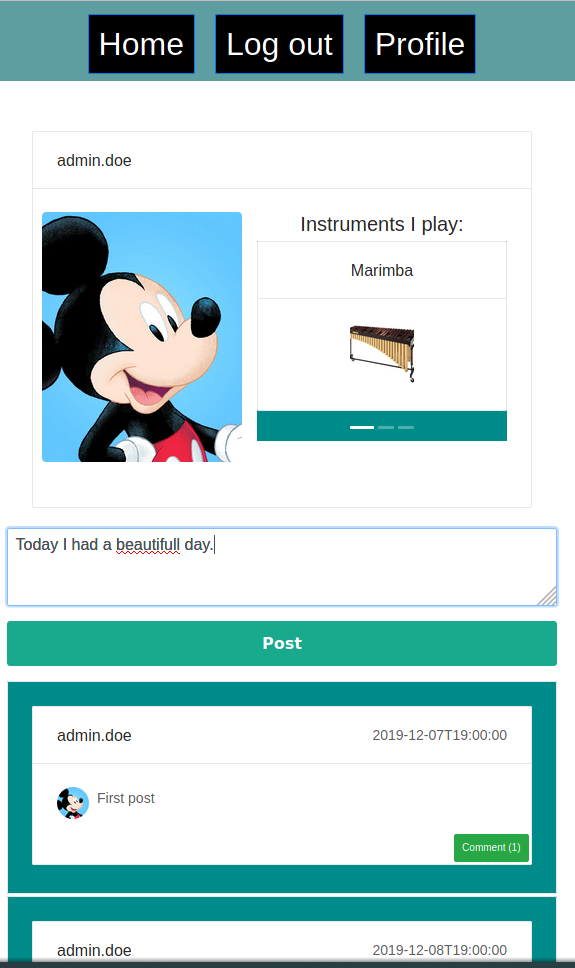 Home Log out Profile
admin.doe
Instruments I play:
Marimba
Today I had a beautifull day.
Post
admin.doe 2019-12-07T19:00:00
First post
Comment (1)
admin.doe 2019-12-08T19:00:00